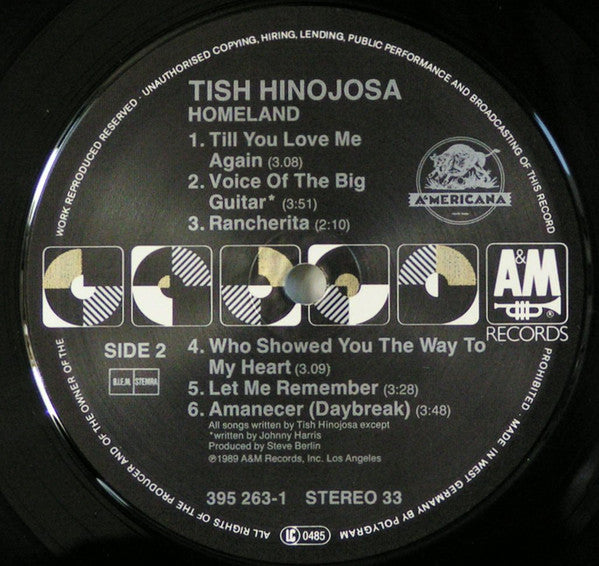 WORK REPRODUCED RESERVED · UNAUTHORISED COPYING, HIRING, LENDING, PUBLIC PERFORMANCE AND BROADCASTING OF THIS RECORD PROHIBITED · MADE IN WEST GERMANY BY POLYGRAM
TISH HINOJOSA
HOMELAND
1. Till You Love Me
Again (3.08)
2. Voice Of The Big
Guitar* (3:51)
3. Rancherita (2:10)
AMERICANA
A&M
®
RECORDS
SIDE 2
B.I.E.M. STEMRA
4. Who Showed You The Way To
My Heart (3.09)
5. Let Me Remember (3:28)
6. Amanecer (Daybreak) (3:48)
All songs written by Tish Hinojosa except
*written by Johnny Harris
Produced by Steve Berlin
℗1989 A&M Records, Inc. Los Angeles
395 263-1 STEREO 33
ALL RIGHTS OF THE PRODUCER AND OF THE OWNER OF THE
LC 0485